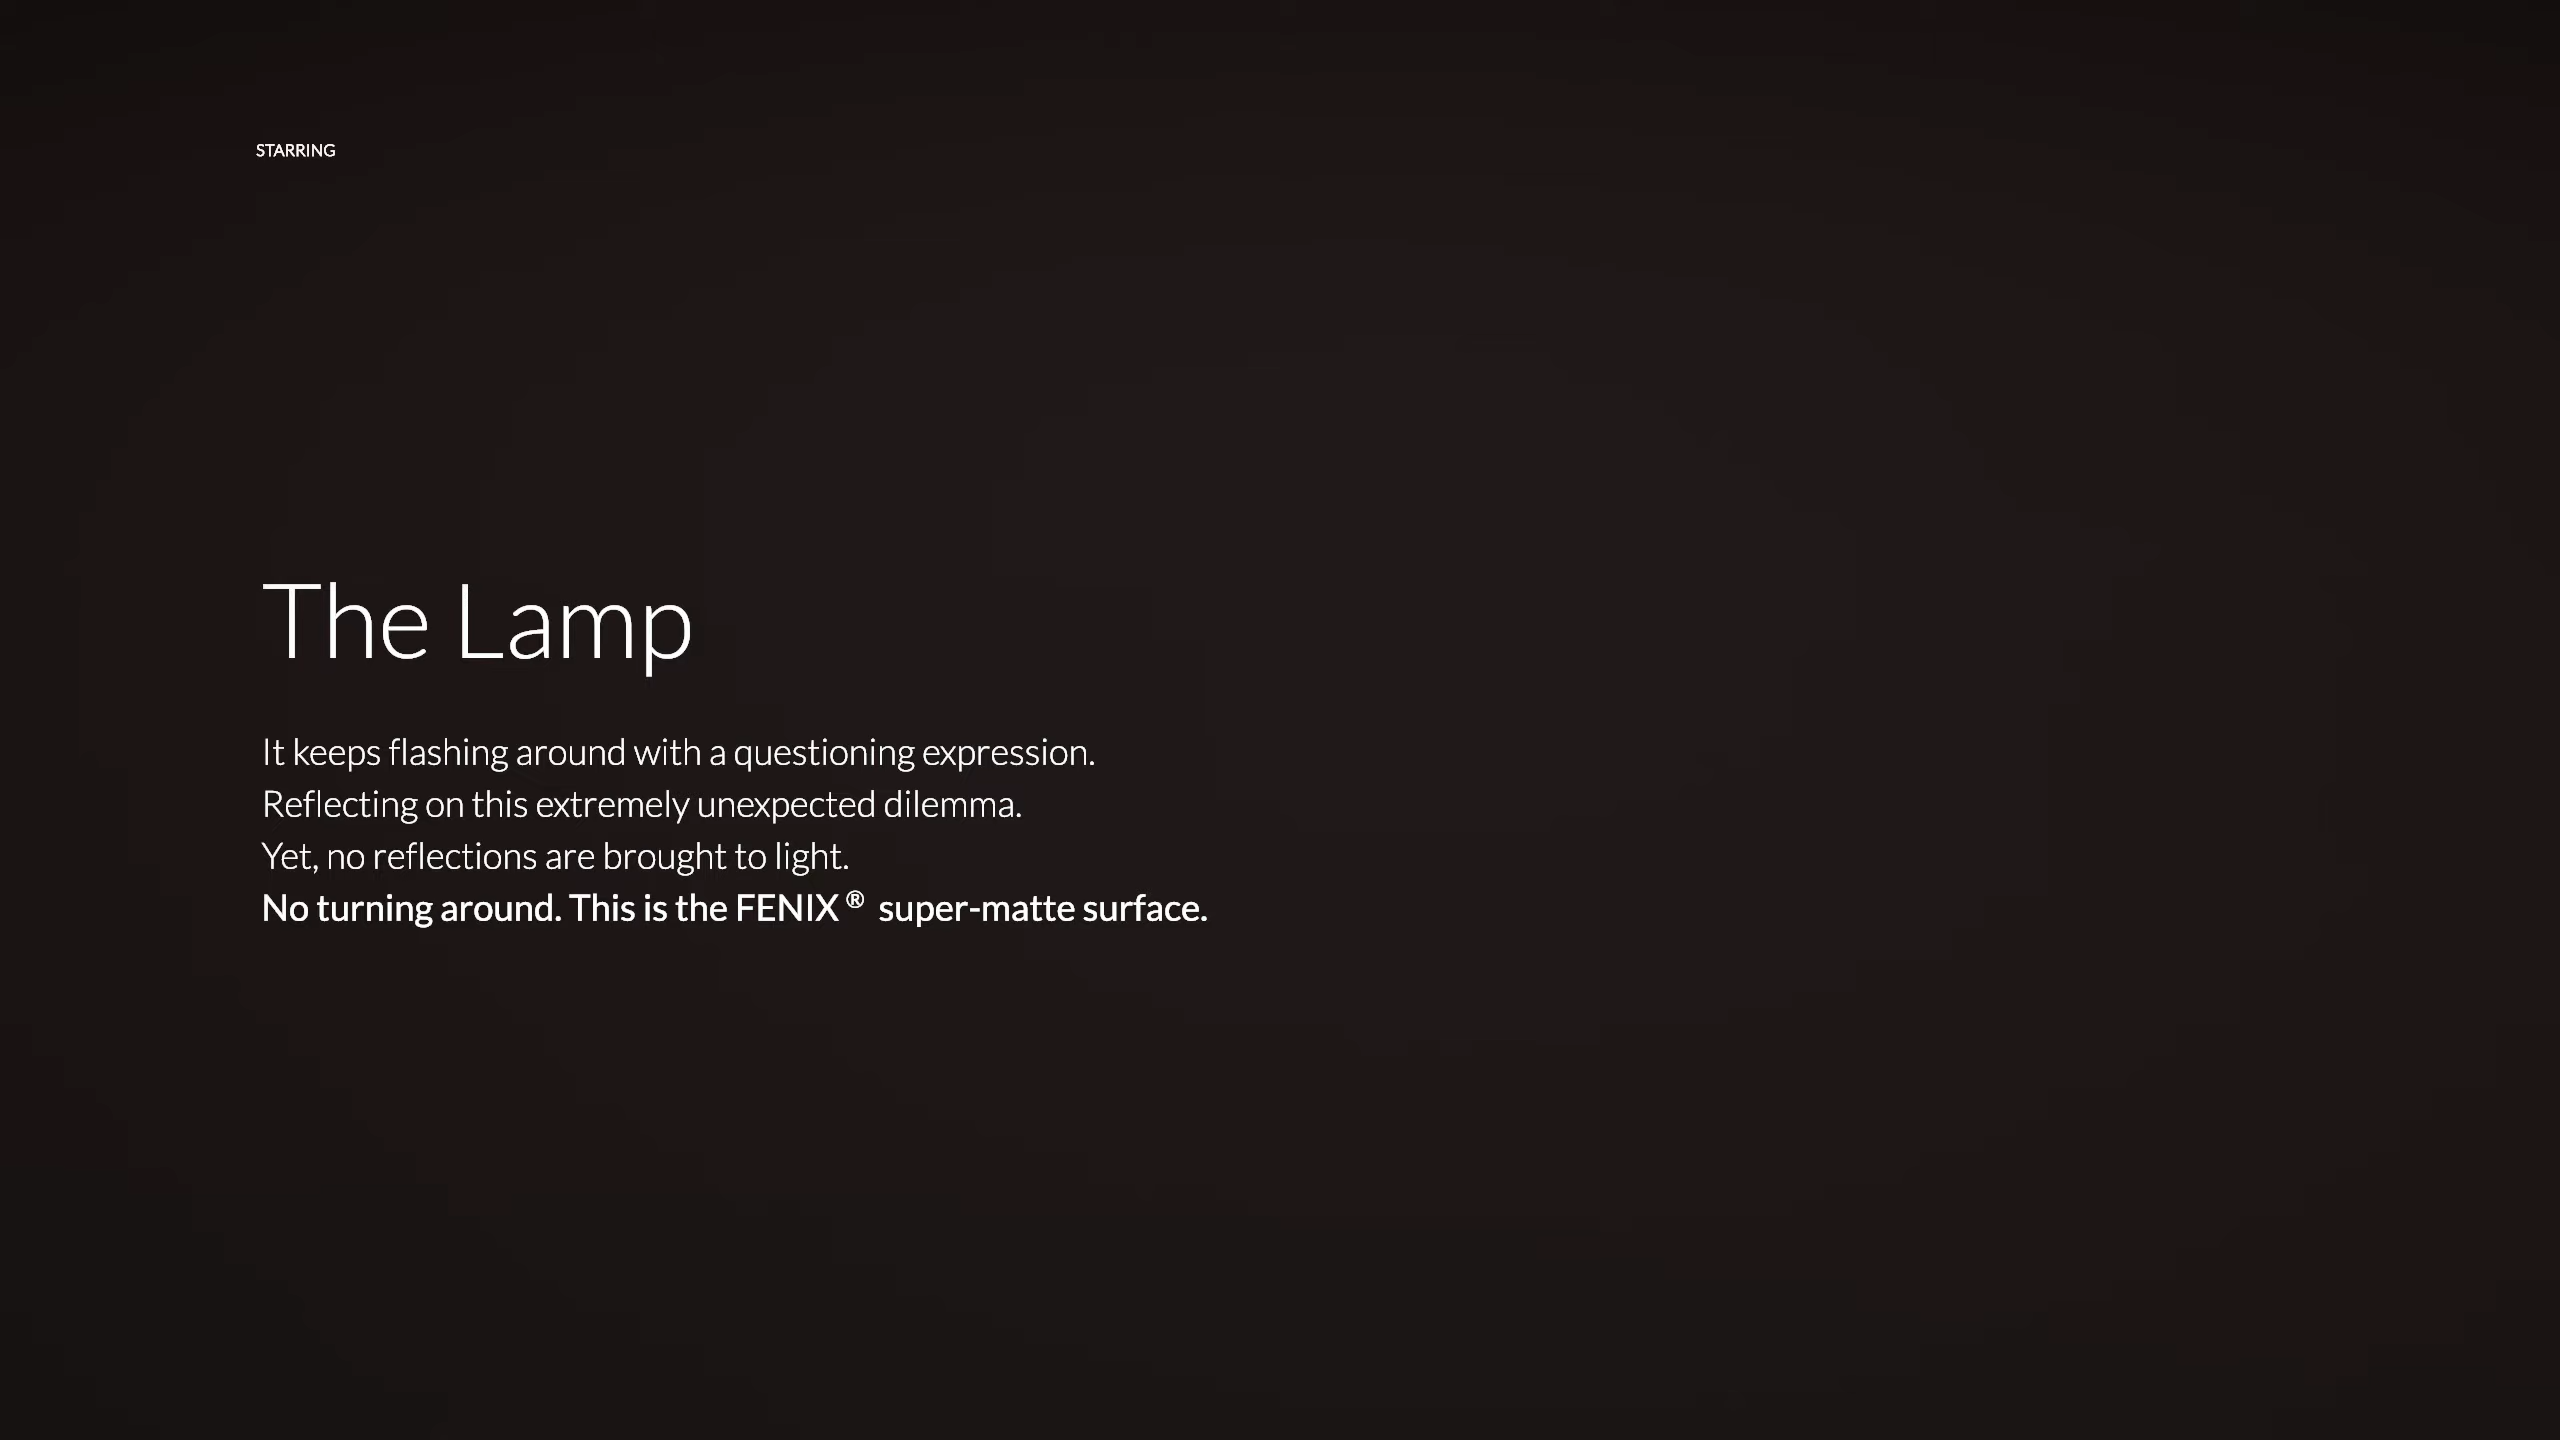 STARRING
The Lamp
It keeps flashing around with a questioning expression.
Reflecting on this extremely unexpected dilemma.
Yet, no reflections are brought to light.
No turning around. This is the FENIX® super-matte surface.